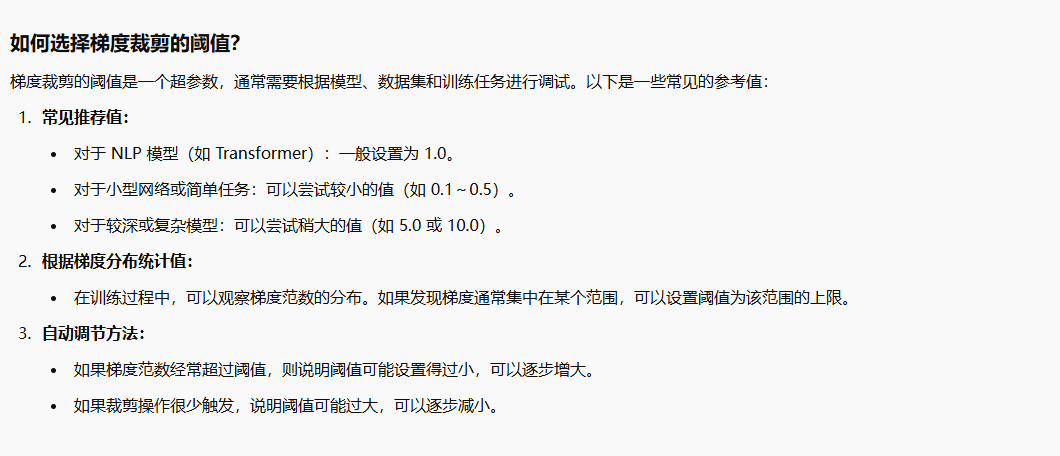 如何选择梯度裁剪的阈值？
梯度裁剪的阈值是一个超参数，通常需要根据模型、数据集和训练任务进行调试。以下是一些常见的参考值：
1. 常见推荐值：
• 对于 NLP 模型（如 Transformer）：一般设置为 1.0。
• 对于小型网络或简单任务：可以尝试较小的值（如 0.1～0.5）。
• 对于较深或复杂模型：可以尝试稍大的值（如 5.0 或 10.0）。
2. 根据梯度分布统计值：
• 在训练过程中，可以观察梯度范数的分布。如果发现梯度通常集中在某个范围，可以设置阈值为该范围的上限。
3. 自动调节方法：
• 如果梯度范数经常超过阈值，则说明阈值可能设置得过小，可以逐步增大。
• 如果裁剪操作很少触发，说明阈值可能过大，可以逐步减小。